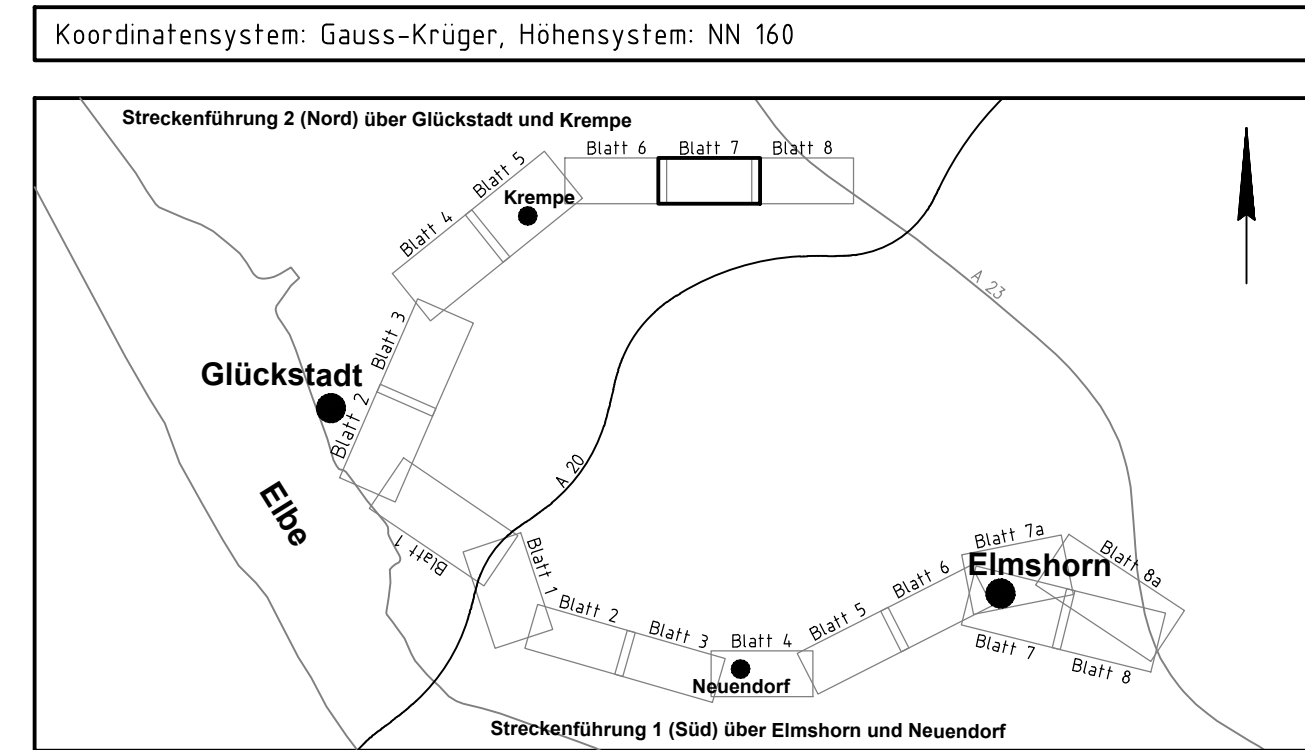 Koordinatensystem: Gauss-Krüger, Höhensystem: NN 160
Streckenführung 2 (Nord) über Glückstadt und Krempe
Blatt 6
Blatt 7
Blatt 8
Blatt 5
Krempe
Blatt 4
A 23
Blatt 3
Glückstadt
Blatt 2
A 20
Elbe
Blatt 1
Blatt 1
Blatt 7a
Blatt 8a
Elmshorn
Blatt 6
Blatt 5
Blatt 2
Blatt 3
Blatt 4
Blatt 7
Blatt 8
Neuendorf
Streckenführung 1 (Süd) über Elmshorn und Neuendorf